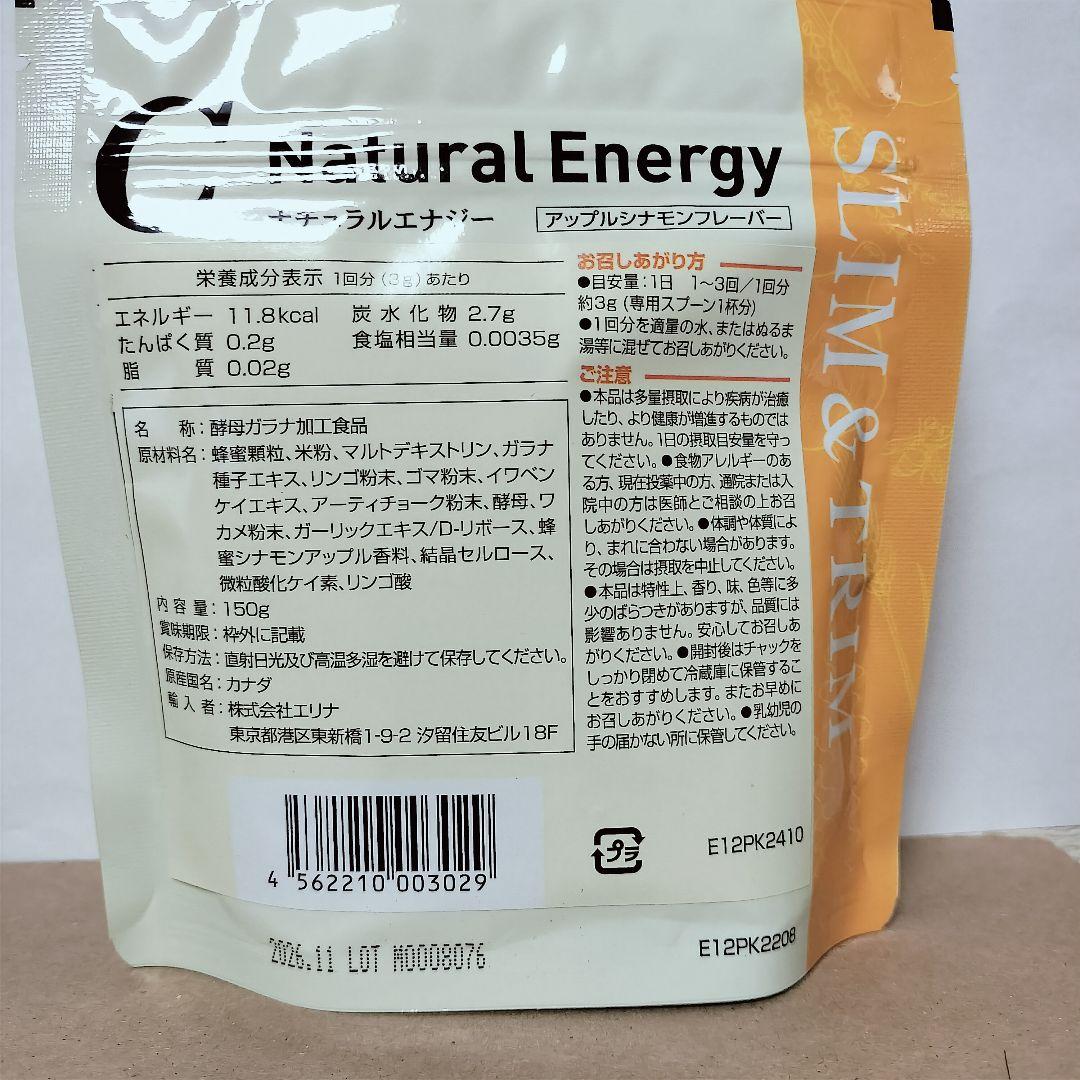 Natural Energy
ナチュラルエナジー
アップルシナモンフレーバー
SLIM & TRIM
栄養成分表示 1回分（3g）あたり
エネルギー 11.8kcal 炭水化物 2.7g
たんぱく質 0.2g 食塩相当量 0.0035g
脂質 0.02g
名称：酵母ガラナ加工食品
原材料名：蜂蜜顆粒、米粉、マルトデキストリン、ガラナ
種子エキス、リンゴ粉末、ゴマ粉末、イワベン
ケイエキス、アーティチョーク粉末、酵母、ワ
カメ粉末、ガーリックエキス/D-リボース、蜂
蜜シナモンアップル香料、結晶セルロース、
微粒酸化ケイ素、リンゴ酸
内容量：150g
賞味期限：枠外に記載
保存方法：直射日光及び高温多湿を避けて保存してください。
原産国名：カナダ
輸入者：株式会社エリナ
東京都港区東新橋1-9-2 汐留住友ビル18F
お召しあがり方
●目安量：1日 1〜3回／1回分
約3g（専用スプーン1杯分）
●1回分を適量の水、またはぬるま
湯等に混ぜてお召しあがりください。
ご注意
●本品は多量摂取により疾病が治癒
したり、より健康が増進するものでは
ありません。1日の摂取目安量を守っ
てください。●食物アレルギーのあ
る方、現在投薬中の方、通院または入
院中の方は医師とご相談の上お召
しあがりください。●体調や体質によ
り、まれに合わない場合があります。
その場合は摂取を中止してください。
●本品は特性上、香り、味、色等に多
少のばらつきがありますが、品質には
影響ありません。安心してお召しあ
がりください。●開封後はチャックを
しっかり閉めて冷蔵庫に保管するこ
とをおすすめします。またお早めに
お召しあがりください。●乳幼児の
手の届かない所に保管してください。
4 562210 003029
プラ
E12PK2410
2026.11 LOT M0008076
E12PK2208